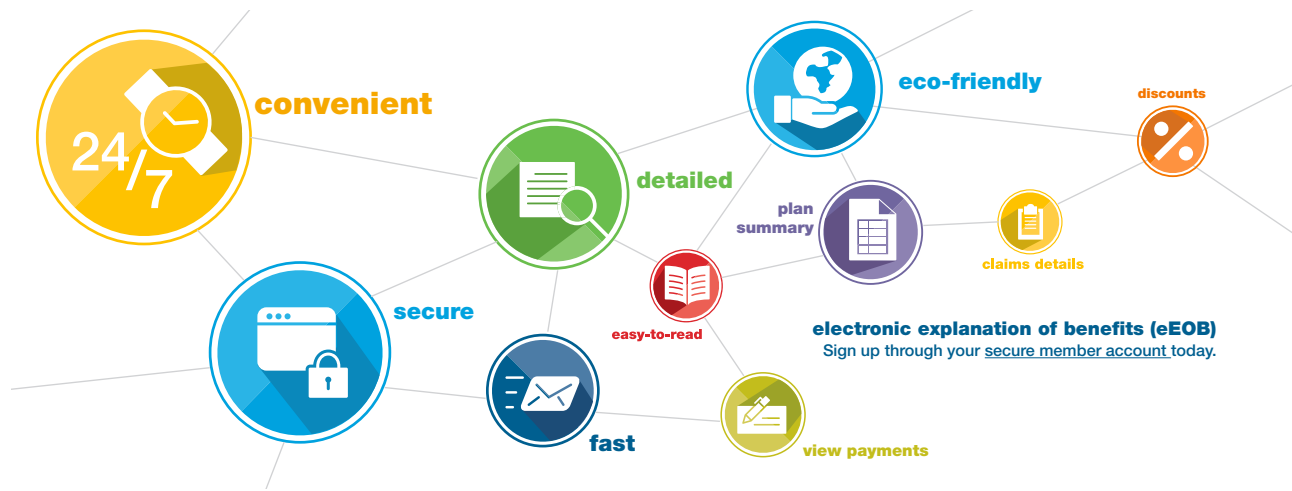 convenient
24/7
eco-friendly
discounts
detailed
plan
summary
claims details
secure
easy-to-read
electronic explanation of benefits (eEOB)
Sign up through your secure member account today.
fast
view payments